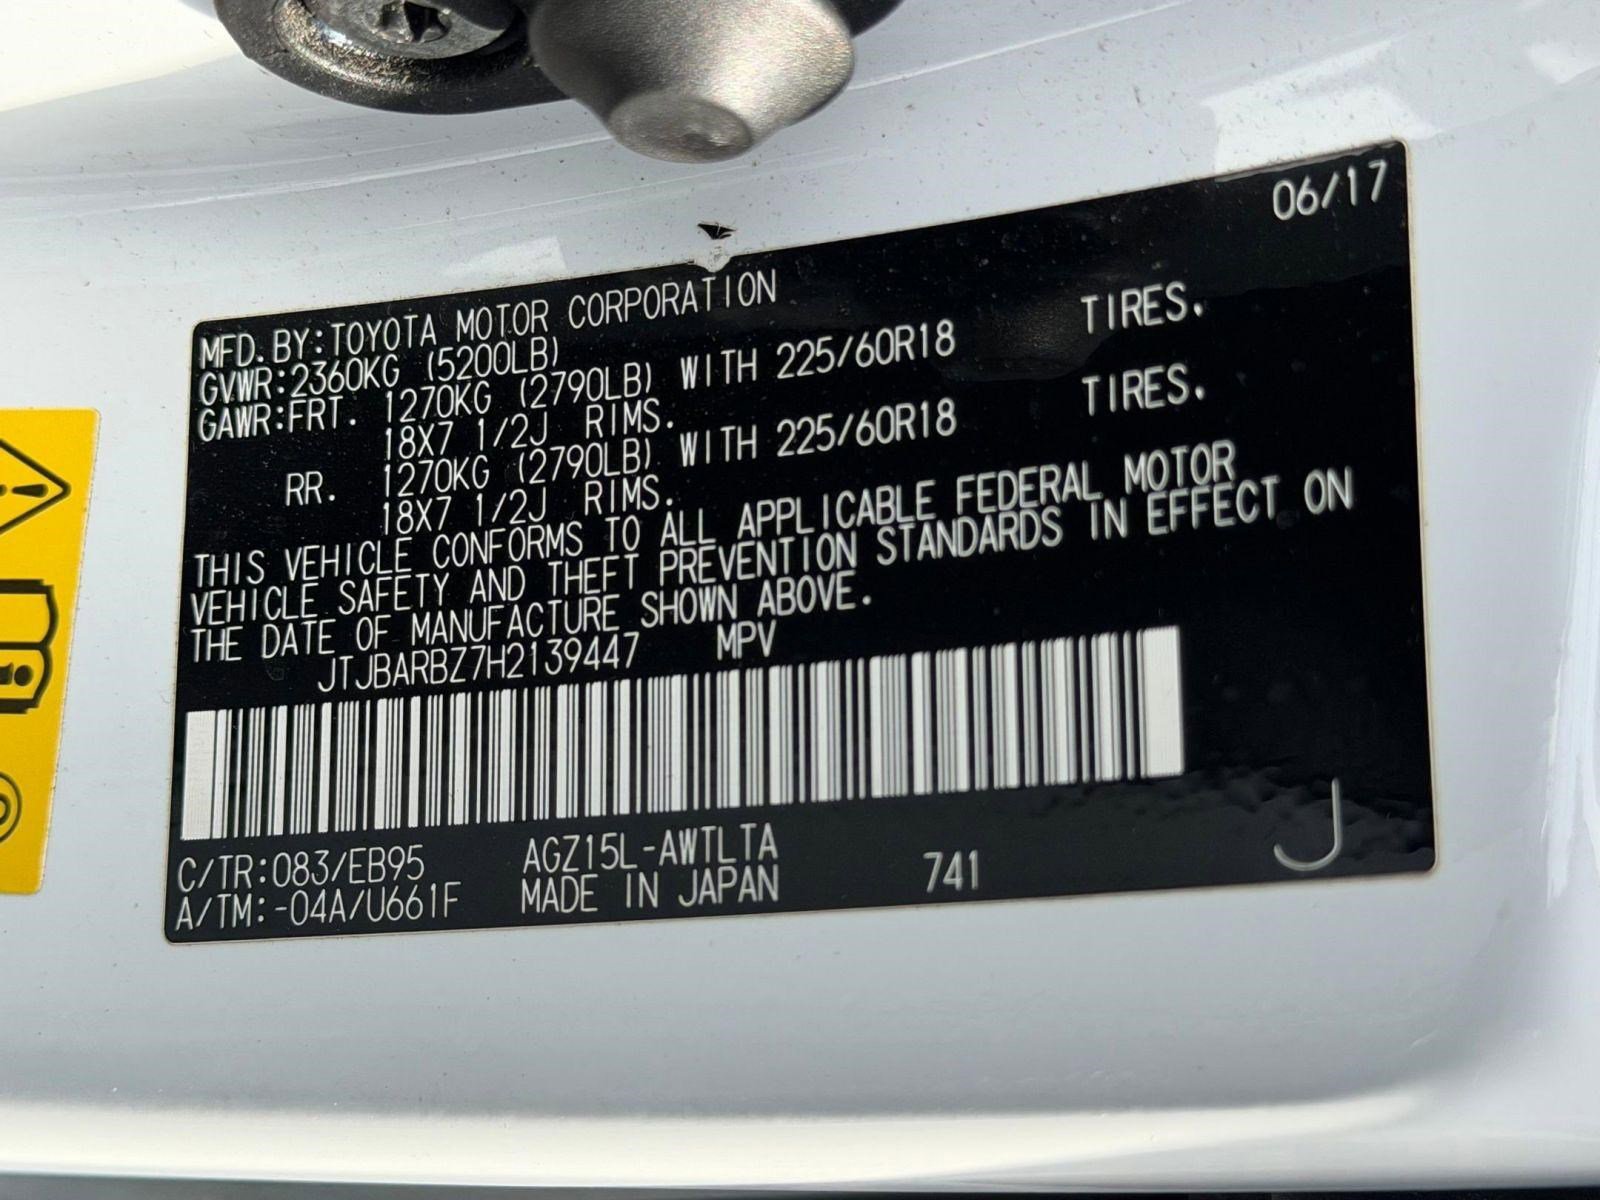 06/17
MFD. BY: TOYOTA MOTOR CORPORATION
GVWR: 2360KG (5200LB)
GAWR: FRT. 1270KG (2790LB) WITH 225/60R18 TIRES.
18X7 1/2J RIMS.
RR. 1270KG (2790LB) WITH 225/60R18 TIRES.
18X7 1/2J RIMS.
THIS VEHICLE CONFORMS TO ALL APPLICABLE FEDERAL MOTOR
VEHICLE SAFETY AND THEFT PREVENTION STANDARDS IN EFFECT ON
THE DATE OF MANUFACTURE SHOWN ABOVE.
JTJBARBZ7H2139447 MPV
C/TR: 083/EB95 AGZ15L-AWTLTA
A/TM: -04A/U661F MADE IN JAPAN 741 J